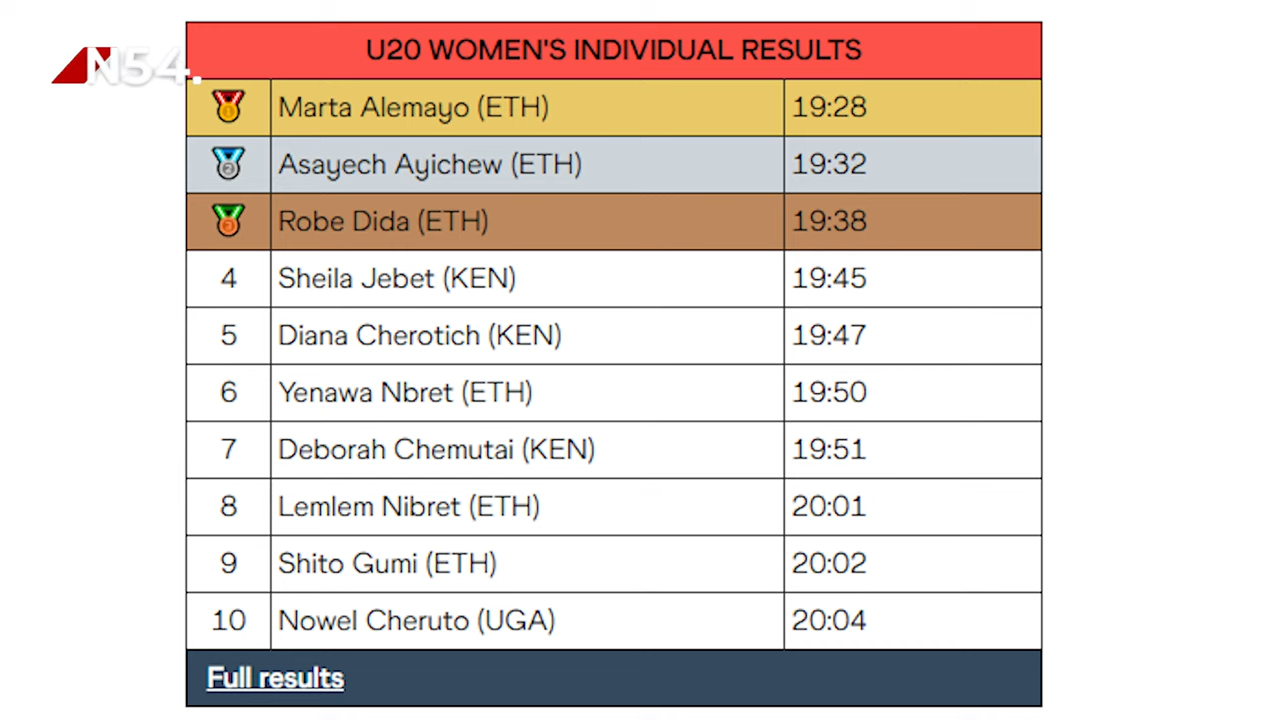 N54.
U20 WOMEN'S INDIVIDUAL RESULTS
1 Marta Alemayo (ETH) 19:28
2 Asayech Ayichew (ETH) 19:32
3 Robe Dida (ETH) 19:38
4 Sheila Jebet (KEN) 19:45
5 Diana Cherotich (KEN) 19:47
6 Yenawa Nbret (ETH) 19:50
7 Deborah Chemutai (KEN) 19:51
8 Lemlem Nibret (ETH) 20:01
9 Shito Gumi (ETH) 20:02
10 Nowel Cheruto (UGA) 20:04
Full results